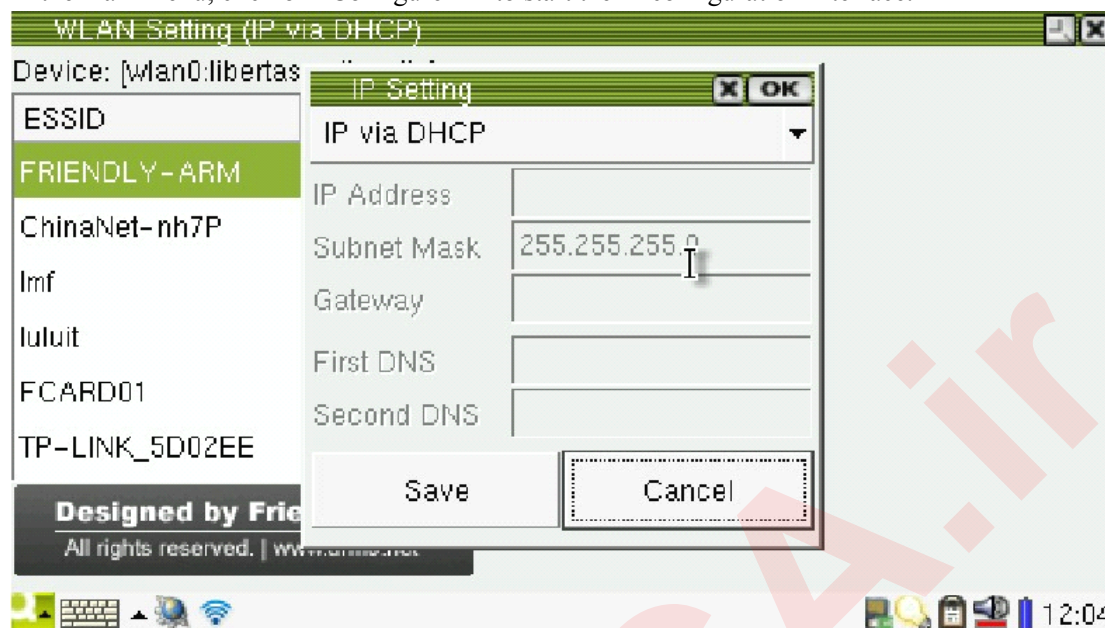 WLAN Setting (IP via DHCP)
Device: [wlan0:libertas
ESSID
FRIENDLY-ARM
ChinaNet-nh7P
lmf
luluit
FCARD01
TP-LINK_5D02EE
IP Setting
OK
IP via DHCP
IP Address
Subnet Mask 255.255.255.0
Gateway
First DNS
Second DNS
Save Cancel
Designed by Frie
All rights reserved. |
12:04
A.ir